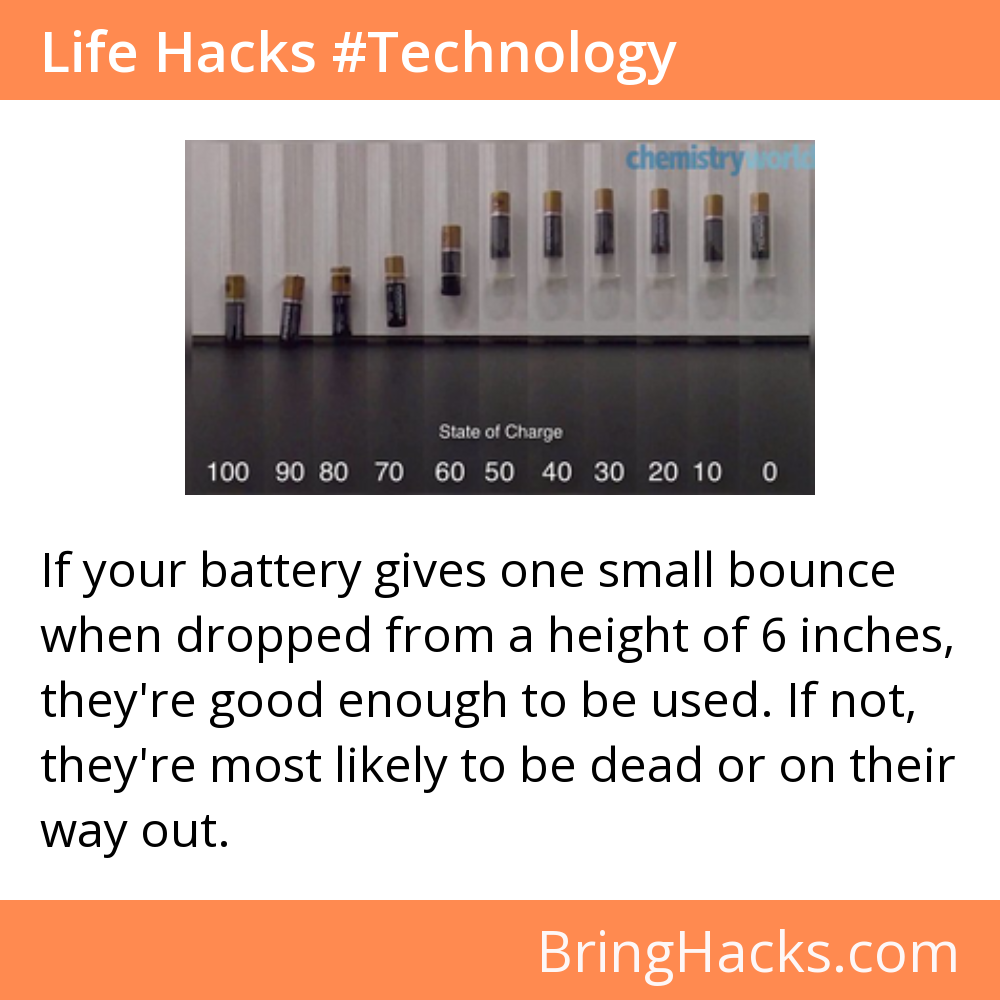 Life Hacks #Technology
chemistryworld
State of Charge
100 90 80 70 60 50 40 30 20 10 0
If your battery gives one small bounce
when dropped from a height of 6 inches,
they're good enough to be used. If not,
they're most likely to be dead or on their
way out.
BringHacks.com